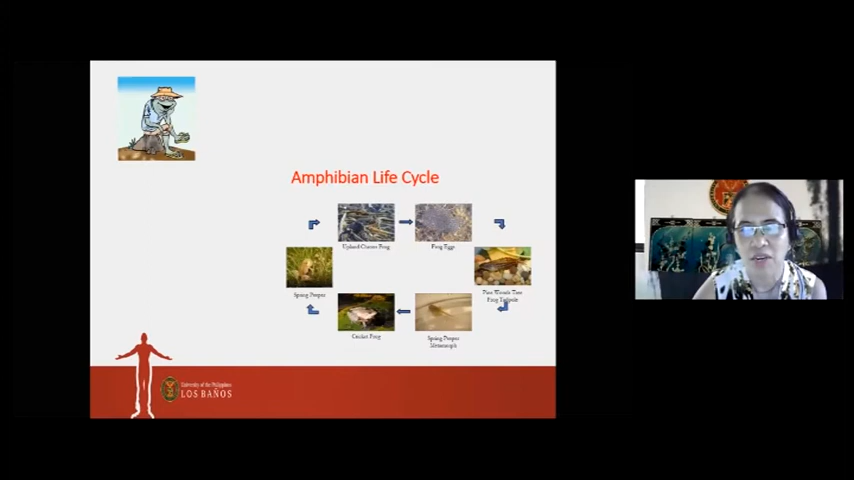 Amphibian Life Cycle
Upland Chorus Frog
Frog Eggs
Spring Peeper
Pine Woods Tree
Frog Tadpole
Cricket Frog
Spring Peeper
Metamorph
University of the Philippines
LOS BAÑOS